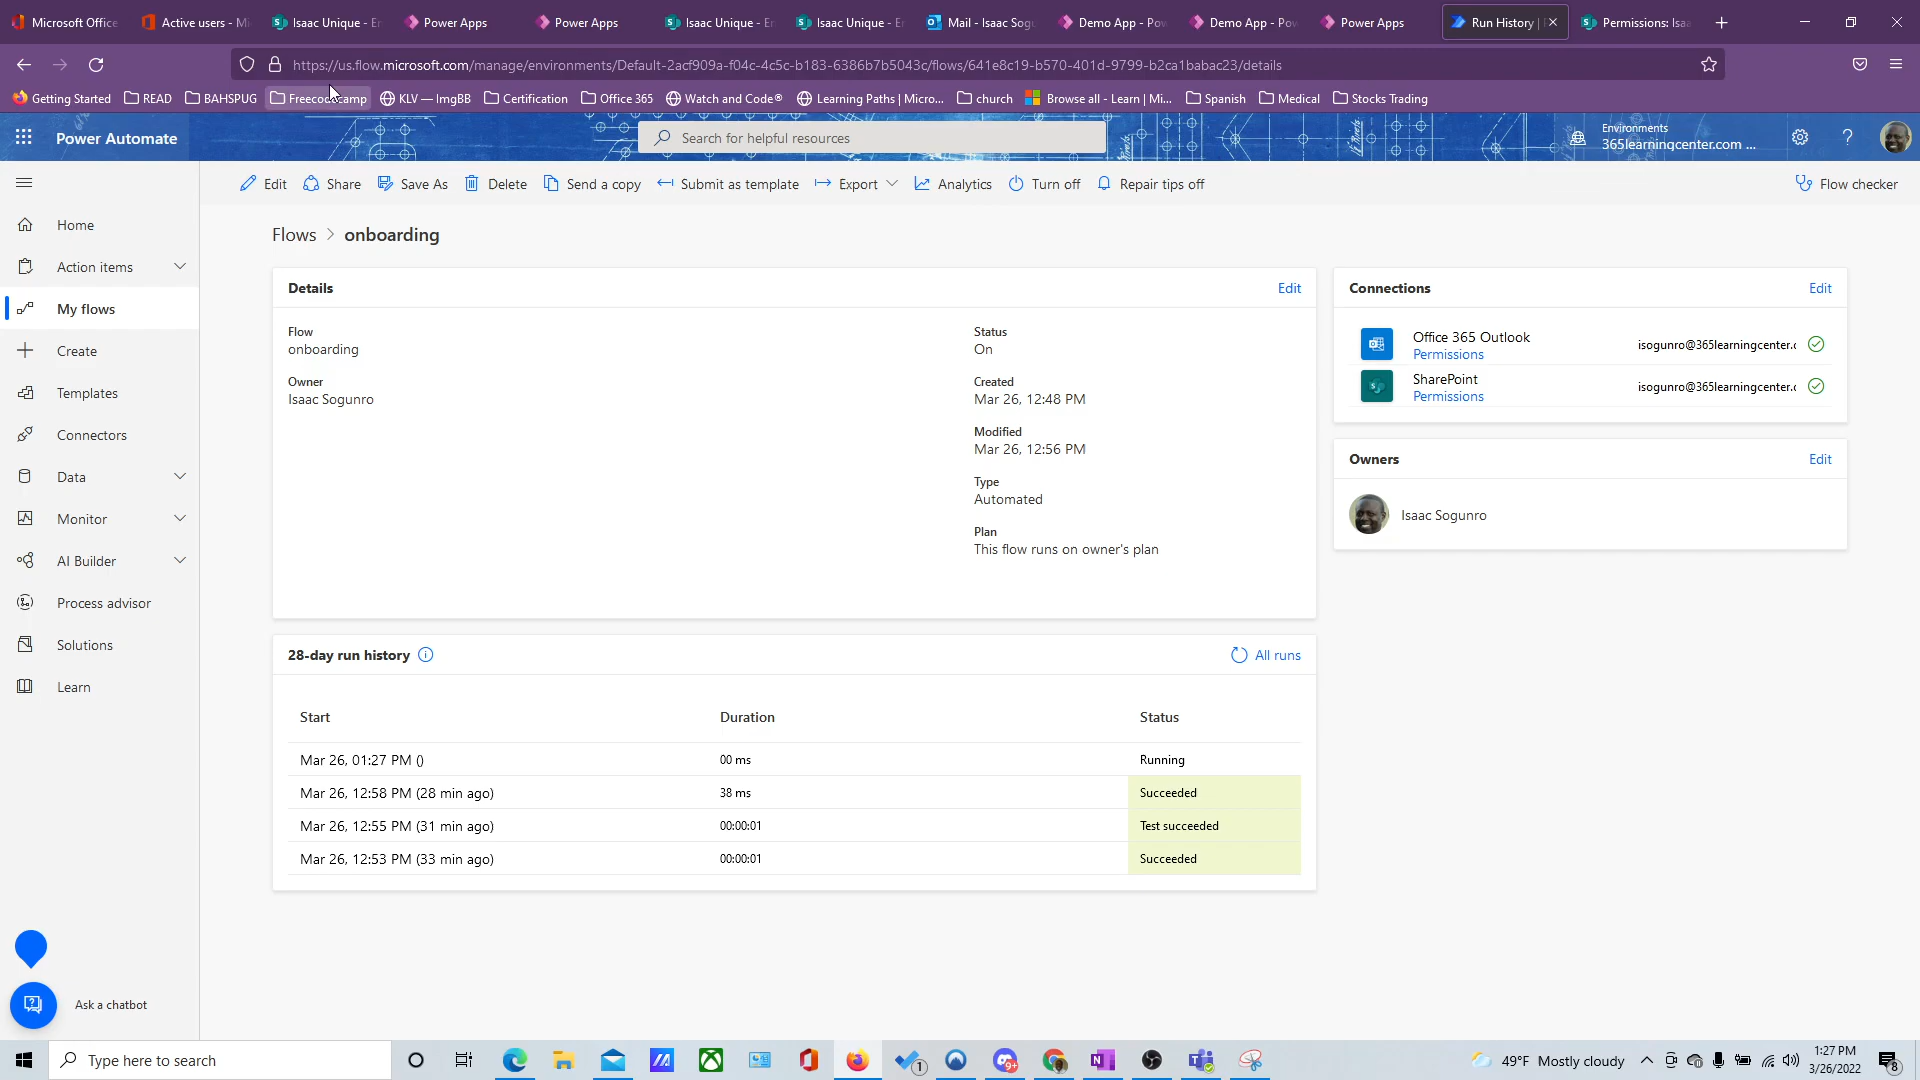 Microsoft Office
Active users - Mi
Isaac Unique - En
Power Apps
Power Apps
Isaac Unique - En
Isaac Unique - En
Mail - Isaac Sogu
Demo App - Pow
Demo App - Pow
Power Apps
Run History |
Permissions: Isaa
https://us.flow.microsoft.com/manage/environments/Default-2acf909a-f04c-4c5c-b183-6386b7b5043c/flows/641e8c19-b570-401d-9799-b2ca1babac23/details
Getting Started
READ
BAHSPUG
Freecodecamp
KLV — ImgBB
Certification
Office 365
Watch and Code®
Learning Paths | Micro...
church
Browse all - Learn | Mi...
Spanish
Medical
Stocks Trading
Power Automate
Search for helpful resources
Environments
365learningcenter.com ...
Edit
Share
Save As
Delete
Send a copy
Submit as template
Export
Analytics
Turn off
Repair tips off
Flow checker
Home
Action items
My flows
Create
Templates
Connectors
Data
Monitor
AI Builder
Process advisor
Solutions
Learn
Ask a chatbot
Flows > onboarding
Details
Edit
Flow
onboarding
Owner
Isaac Sogunro
Status
On
Created
Mar 26, 12:48 PM
Modified
Mar 26, 12:56 PM
Type
Automated
Plan
This flow runs on owner's plan
Connections
Edit
Office 365 Outlook
Permissions
isogunro@365learningcenter.c
SharePoint
Permissions
isogunro@365learningcenter.c
Owners
Edit
Isaac Sogunro
28-day run history
All runs
Start Duration Status
Mar 26, 01:27 PM () 00 ms Running
Mar 26, 12:58 PM (28 min ago) 38 ms Succeeded
Mar 26, 12:55 PM (31 min ago) 00:00:01 Test succeeded
Mar 26, 12:53 PM (33 min ago) 00:00:01 Succeeded
Type here to search
1
9+
49°F Mostly cloudy
1:27 PM
3/26/2022
8